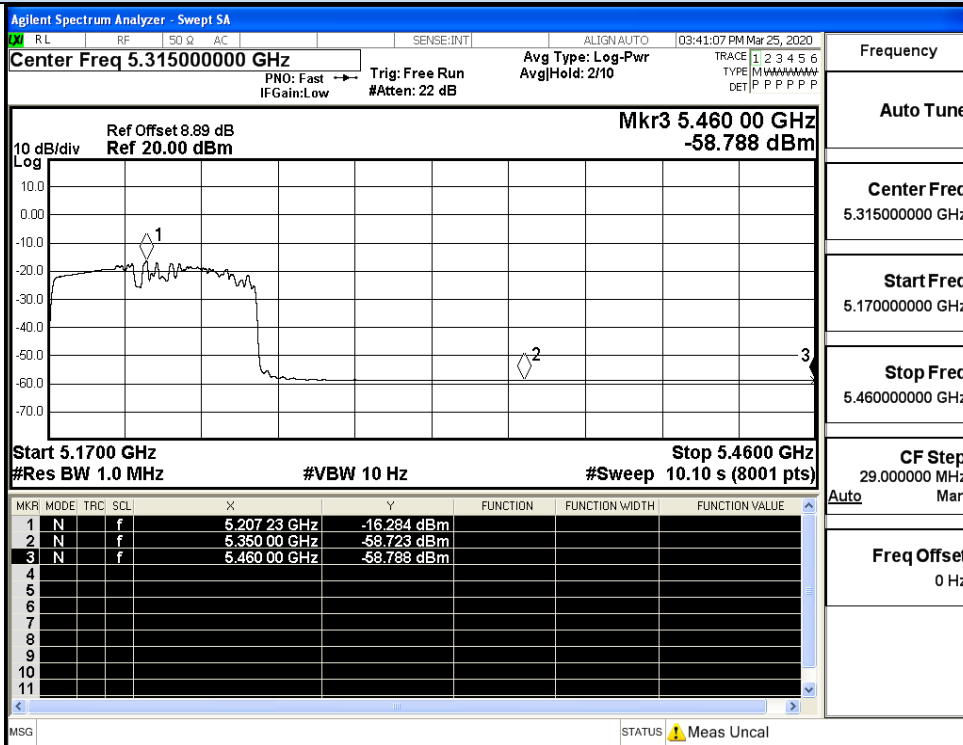 Agilent Spectrum Analyzer - Swept SA
LXI RL RF 50 Ω AC SENSE:INT ALIGN AUTO 03:41:07 PM Mar 25, 2020
Center Freq 5.315000000 GHz
PNO: Fast
IFGain:Low
Trig: Free Run
#Atten: 22 dB
Avg Type: Log-Pwr
Avg|Hold: 2/10
TRACE 1 2 3 4 5 6
TYPE M WWWWW
DET P P P P P P
Mkr3 5.460 00 GHz
-58.788 dBm
Ref Offset 8.89 dB
10 dB/div Ref 20.00 dBm
Log
10.0
0.00
-10.0
-20.0
-30.0
-40.0
-50.0
-60.0
-70.0
1
2
3
Start 5.1700 GHz Stop 5.4600 GHz
#Res BW 1.0 MHz #VBW 10 Hz #Sweep 10.10 s (8001 pts)
MKR MODE TRC SCL X Y FUNCTION FUNCTION WIDTH FUNCTION VALUE
1 N f 5.207 23 GHz -16.284 dBm
2 N f 5.350 00 GHz -58.723 dBm
3 N f 5.460 00 GHz -58.788 dBm
4
5
6
7
8
9
10
11
MSG STATUS Meas Uncal
Frequency
Auto Tune
Center Freq
5.315000000 GHz
Start Freq
5.170000000 GHz
Stop Freq
5.460000000 GHz
CF Step
29.000000 MHz
Auto Man
Freq Offset
0 Hz